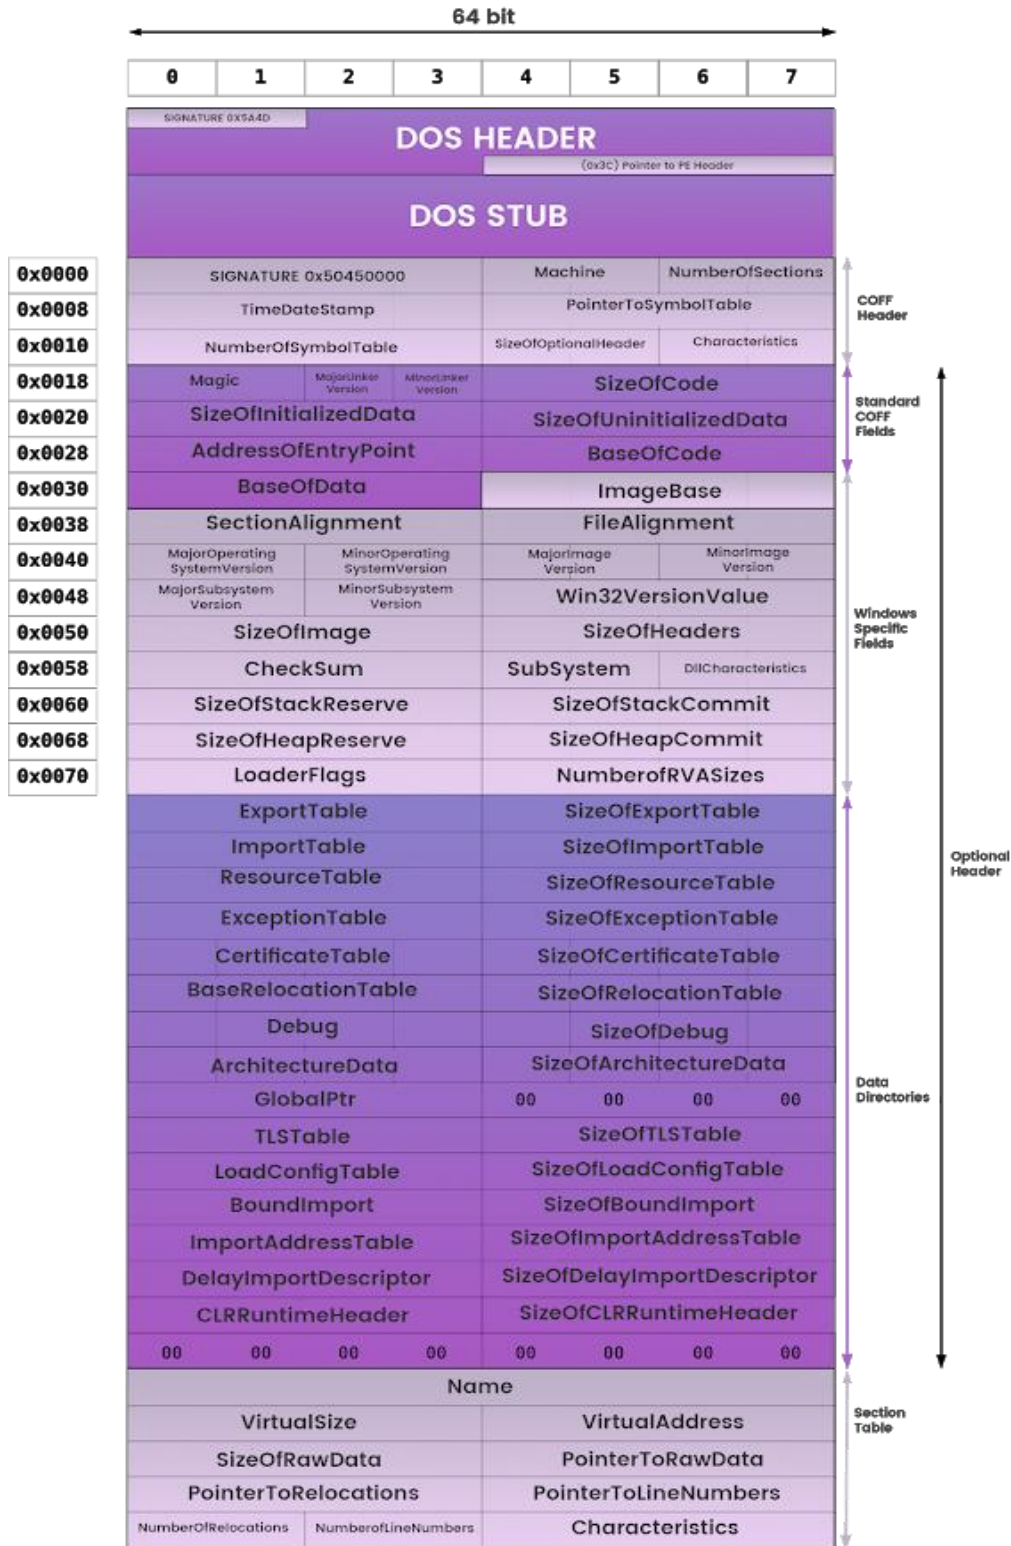 64 bit
0 1 2 3 4 5 6 7
SIGNATURE 0X5A4D
DOS HEADER
(0x3C) Pointer to PE Header
DOS STUB
0x0000 SIGNATURE 0x50450000 Machine NumberOfSections
0x0008 TimeDateStamp PointerToSymbolTable
COFF
Header
0x0010 NumberOfSymbolTable SizeOfOptionalHeader Characteristics
0x0018 Magic MajorLinker
Version MinorLinker
Version SizeOfCode
0x0020 SizeOfInitializedData SizeOfUninitializedData
Standard
COFF
Fields
0x0028 AddressOfEntryPoint BaseOfCode
0x0030 BaseOfData ImageBase
0x0038 SectionAlignment FileAlignment
0x0040 MajorOperating
SystemVersion MinorOperating
SystemVersion MajorImage
Version MinorImage
Version
0x0048 MajorSubsystem
Version MinorSubsystem
Version Win32VersionValue
0x0050 SizeOfImage SizeOfHeaders
Windows
Specific
Fields
0x0058 CheckSum SubSystem DllCharacteristics
0x0060 SizeOfStackReserve SizeOfStackCommit
0x0068 SizeOfHeapReserve SizeOfHeapCommit
0x0070 LoaderFlags NumberofRVASizes
ExportTable SizeOfExportTable
ImportTable SizeOfImportTable
Optional
Header
ResourceTable SizeOfResourceTable
ExceptionTable SizeOfExceptionTable
CertificateTable SizeOfCertificateTable
BaseRelocationTable SizeOfRelocationTable
Debug SizeOfDebug
ArchitectureData SizeOfArchitectureData
Data
Directories
GlobalPtr 00 00 00 00
TLSTable SizeOfTLSTable
LoadConfigTable SizeOfLoadConfigTable
BoundImport SizeOfBoundImport
ImportAddressTable SizeOfImportAddressTable
DelayImportDescriptor SizeOfDelayImportDescriptor
CLRRuntimeHeader SizeOfCLRRuntimeHeader
00 00 00 00 00 00 00 00
Name
VirtualSize VirtualAddress
Section
Table
SizeOfRawData PointerToRawData
PointerToRelocations PointerToLineNumbers
NumberOfRelocations NumberofLineNumbers Characteristics